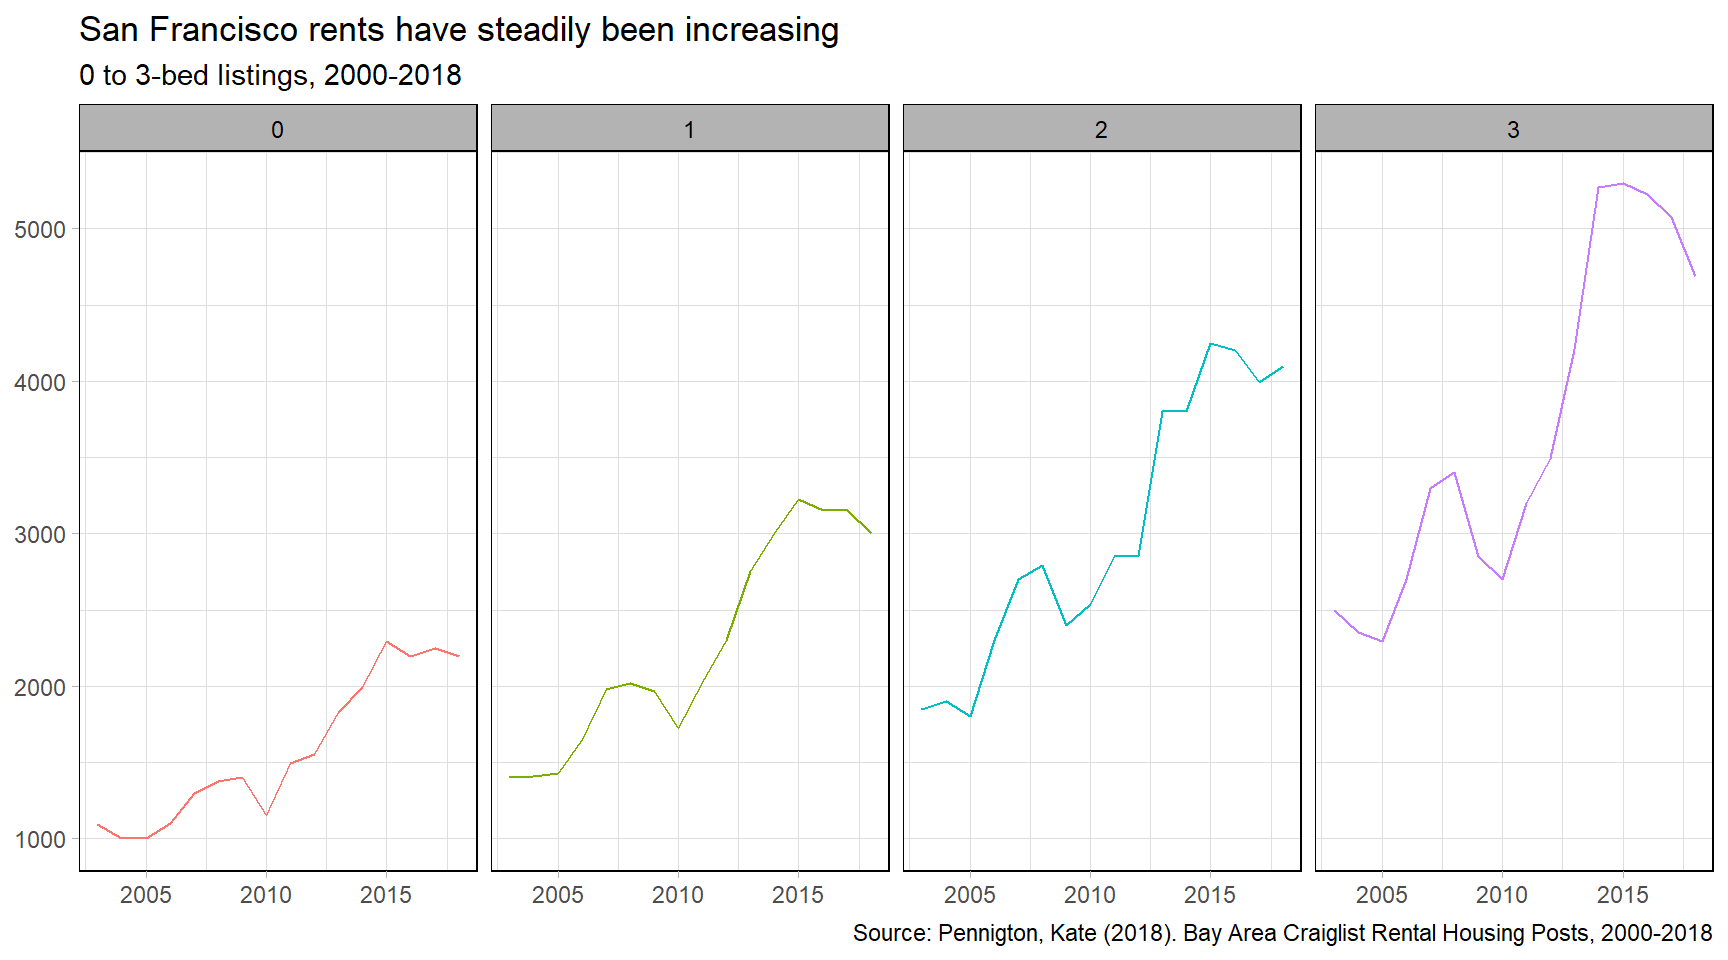 San Francisco rents have steadily been increasing
0 to 3-bed listings, 2000-2018
0 1 2 3
5000
4000
3000
2000
1000
2005 2010 2015 2005 2010 2015 2005 2010 2015 2005 2010 2015
Source: Pennigton, Kate (2018). Bay Area Craiglist Rental Housing Posts, 2000-2018